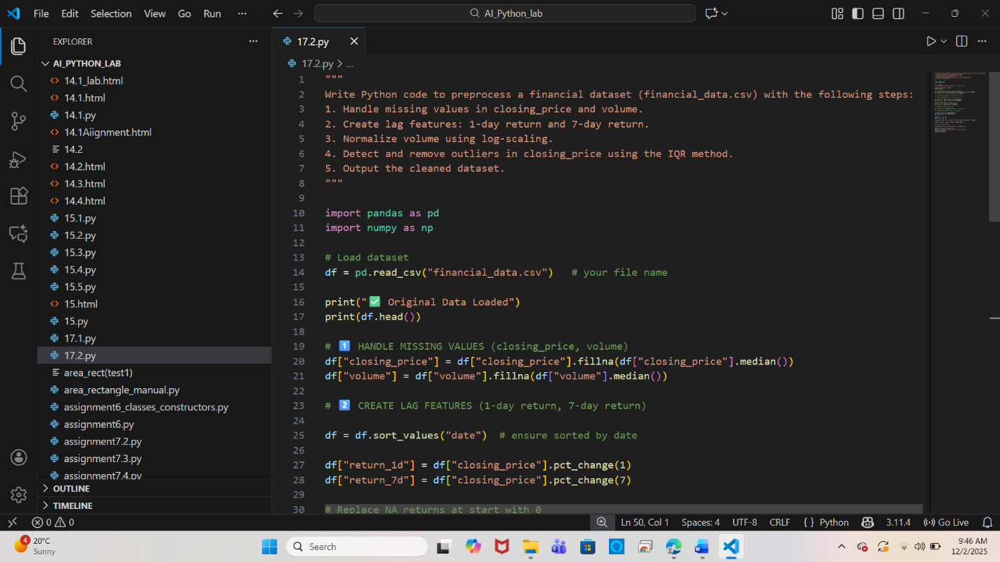 File Edit Selection View Go Run ··· AI_Python_lab
EXPLORER ···
AI_PYTHON_LAB
14.1_lab.html
14.1.html
14.1.py
14.1Aiignment.html
14.2
14.2.html
14.3.html
14.4.html
15.1.py
15.2.py
15.3.py
15.4.py
15.5.py
15.html
15.py
17.1.py
17.2.py
area_rect(test1)
area_rectangle_manual.py
assignment6_classes_constructors.py
assignment6.py
assignment7.2.py
assignment7.3.py
assignment7.4.py
OUTLINE
TIMELINE
17.2.py
17.2.py > ...
1 """
2 Write Python code to preprocess a financial dataset (financial_data.csv) with the following steps:
3 1. Handle missing values in closing_price and volume.
4 2. Create lag features: 1-day return and 7-day return.
5 3. Normalize volume using log-scaling.
6 4. Detect and remove outliers in closing_price using the IQR method.
7 5. Output the cleaned dataset.
8 """
9
10 import pandas as pd
11 import numpy as np
12
13 # Load dataset
14 df = pd.read_csv("financial_data.csv")   # your file name
15
16 print("✅ Original Data Loaded")
17 print(df.head())
18
19 # 1️⃣ HANDLE MISSING VALUES (closing_price, volume)
20 df["closing_price"] = df["closing_price"].fillna(df["closing_price"].median())
21 df["volume"] = df["volume"].fillna(df["volume"].median())
22
23 # 2️⃣ CREATE LAG FEATURES (1-day return, 7-day return)
24
25 df = df.sort_values("date")  # ensure sorted by date
26
27 df["return_1d"] = df["closing_price"].pct_change(1)
28 df["return_7d"] = df["closing_price"].pct_change(7)
29
30 # Replace NA returns at start with 0
0 0 Ln 50, Col 1 Spaces: 4 UTF-8 CRLF { } Python 3.11.4 Go Live
4 20°C
Sunny
Search
9:46 AM
12/2/2025